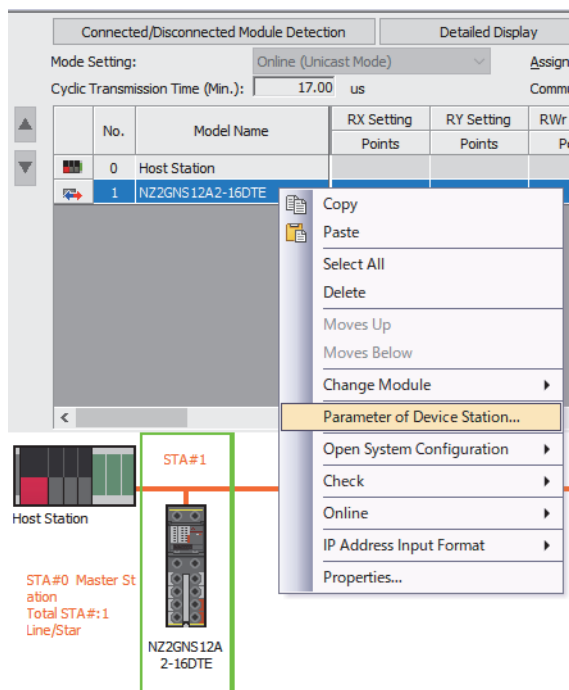 Connected/Disconnected Module Detection
Detailed Display
Mode Setting:
Online (Unicast Mode)
Assign
Cyclic Transmission Time (Min.):
17.00
us
No.
Model Name
RX Setting
RY Setting
RWr
Points
Points
0
Host Station
1
NZ2GNS12A2-16DTE
Copy
Paste
Select All
Delete
Moves Up
Moves Below
Change Module
Parameter of Device Station...
Open System Configuration
Check
Online
IP Address Input Format
Properties...
STA#1
Host Station
STA#0 Master St
ation
Total STA#:1
Line/Star
NZ2GNS12A
2-16DTE